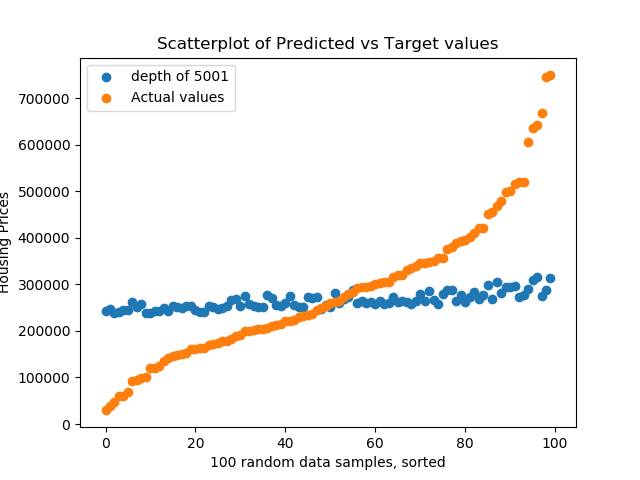 Scatterplot of Predicted vs Target values
depth of 5001
Actual values
700000
600000
500000
400000
300000
200000
100000
0
Housing Prices
0 20 40 60 80 100
100 random data samples, sorted